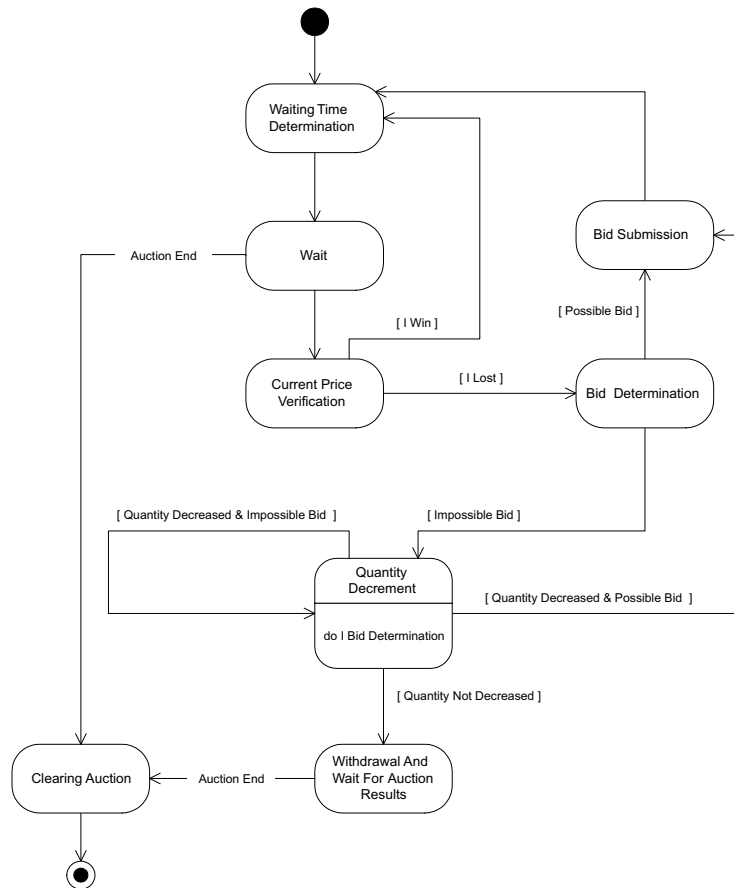 Waiting Time
Determination
Wait
Auction End
Bid Submission
[ I Win ]
[ Possible Bid ]
Current Price
Verification
[ I Lost ]
Bid Determination
[ Quantity Decreased & Impossible Bid ]
[ Impossible Bid ]
Quantity
Decrement
do I Bid Determination
[ Quantity Decreased & Possible Bid ]
[ Quantity Not Decreased ]
Clearing Auction
Auction End
Withdrawal And
Wait For Auction
Results